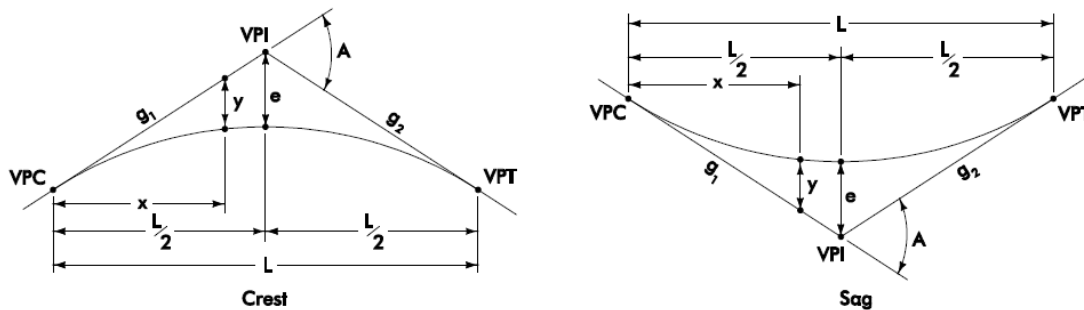 VPI
A
y
e
g₁
g₂
VPC
VPT
x
L/2
L/2
L
Crest
L
L/2
L/2
x
VPC
VPT
g₁
y
e
g₂
A
VPI
Sag